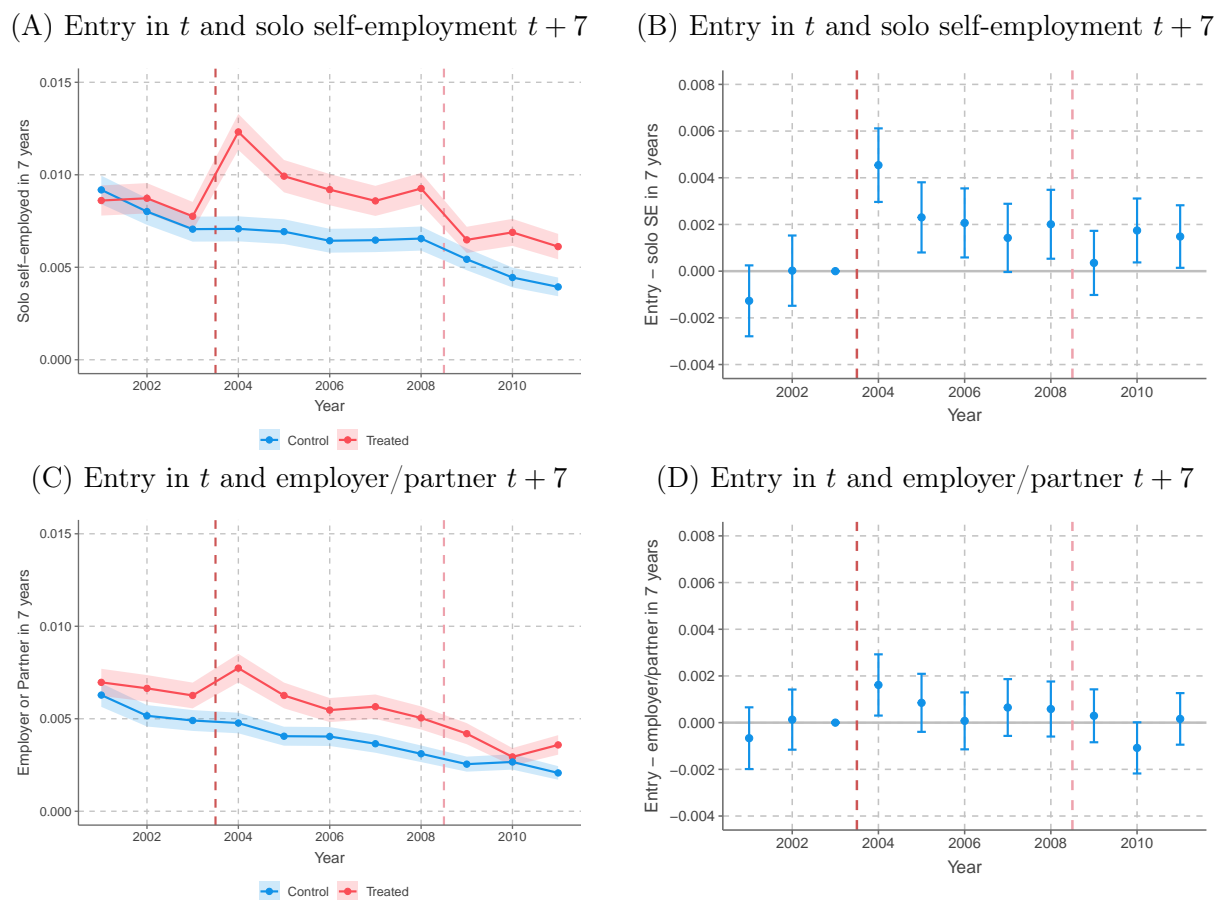 (A) Entry in t and solo self-employment t + 7
Solo self-employed in 7 years
0.015
0.010
0.005
0.000
2002 2004 2006 2008 2010
Year
Control Treated
(B) Entry in t and solo self-employment t + 7
Entry − solo SE in 7 years
0.008
0.006
0.004
0.002
0.000
−0.002
−0.004
2002 2004 2006 2008 2010
Year
(C) Entry in t and employer/partner t + 7
Employer or Partner in 7 years
0.015
0.010
0.005
0.000
2002 2004 2006 2008 2010
Year
Control Treated
(D) Entry in t and employer/partner t + 7
Entry − employer/partner in 7 years
0.008
0.006
0.004
0.002
0.000
−0.002
−0.004
2002 2004 2006 2008 2010
Year